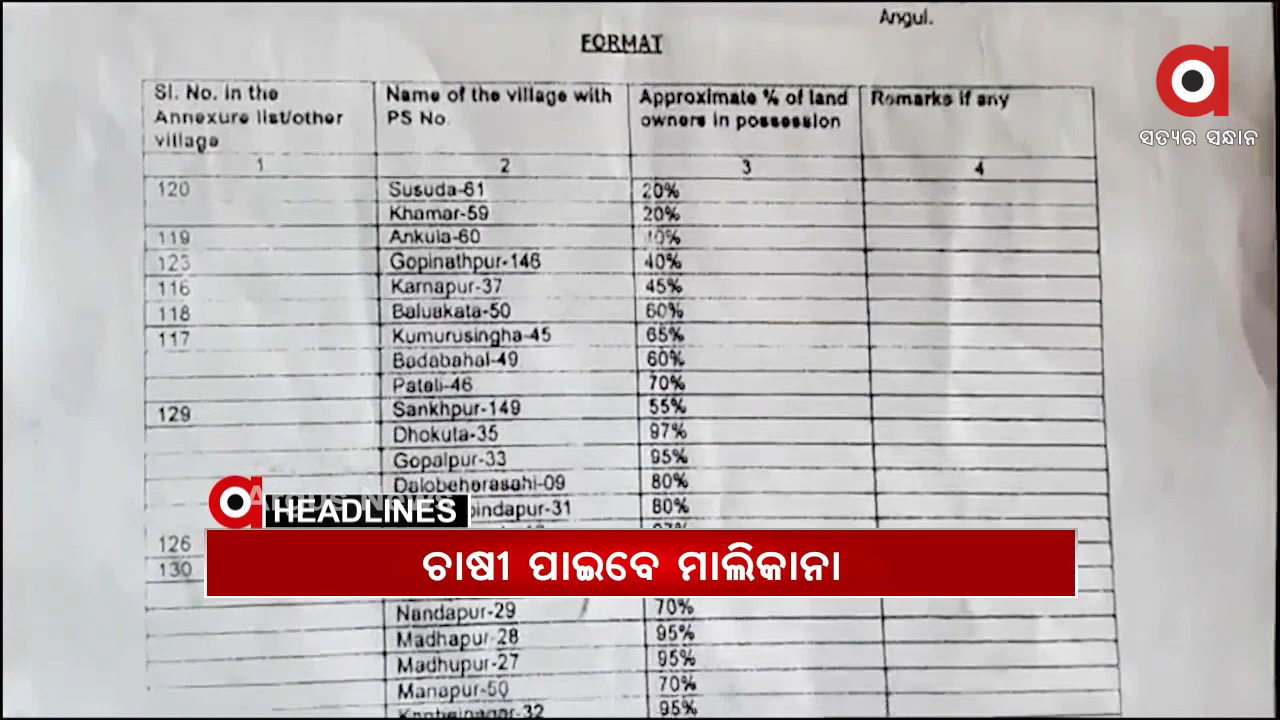 Angul.
FORMAT
ସତ୍ୟର ସନ୍ଧାନ
Sl. No. in the Annexure list/other village | Name of the village with PS No. | Approximate % of land owners in possession | Remarks if any
1 | 2 | 3 | 4
120 | Susuda-61 | 20%
Khamar-59 | 20%
119 | Ankula-60 | 10%
123 | Gopinathpur-146 | 40%
116 | Karnapur-37 | 45%
118 | Baluakata-50 | 60%
117 | Kumurusingha-45 | 65%
Badabahal-49 | 60%
Patali-46 | 70%
129 | Sankhpur-149 | 55%
Dhokuta-35 | 97%
Gopalpur-33 | 95%
Dalobeherasahi-09 | 80%
80%
HEADLINES
126
130
ଚାଷୀ ପାଇବେ ମାଲିକାନା
Nandapur-29 | 70%
Madhapur-28 | 95%
Madhupur-27 | 95%
Manapur-50 | 70%
95%